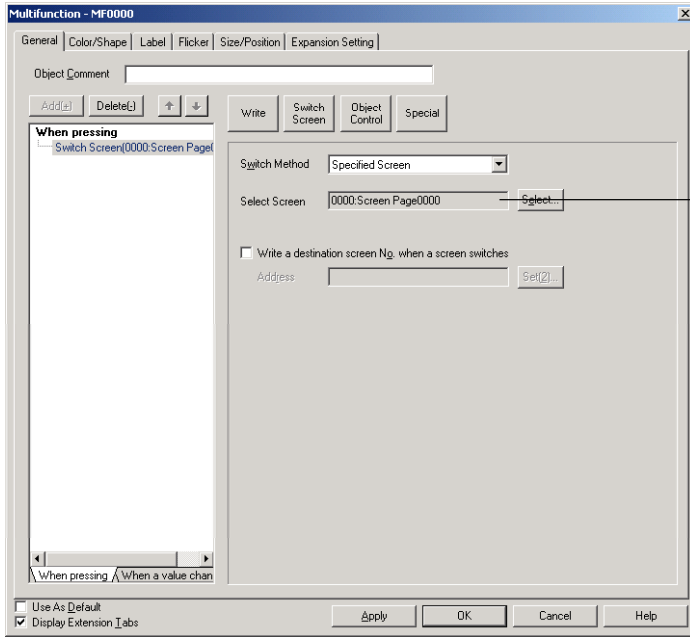 Multifunction - MF0000
General Color/Shape Label Flicker Size/Position Expansion Setting
Object Comment
Add(+) Delete(-)
Write Switch Screen Object Control Special
When pressing
Switch Screen(0000:Screen Page(
Switch Method Specified Screen
Select Screen 0000:Screen Page0000 Select...
Write a destination screen No. when a screen switches
Address Set(2)...
When pressing When a value chan
Use As Default
Display Extension Tabs
Apply OK Cancel Help